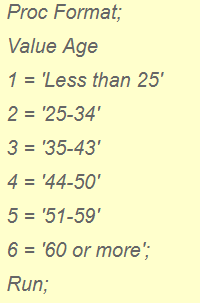 Proc Format;
Value Age
1 = 'Less than 25'
2 = '25-34'
3 = '35-43'
4 = '44-50'
5 = '51-59'
6 = '60 or more';
Run;